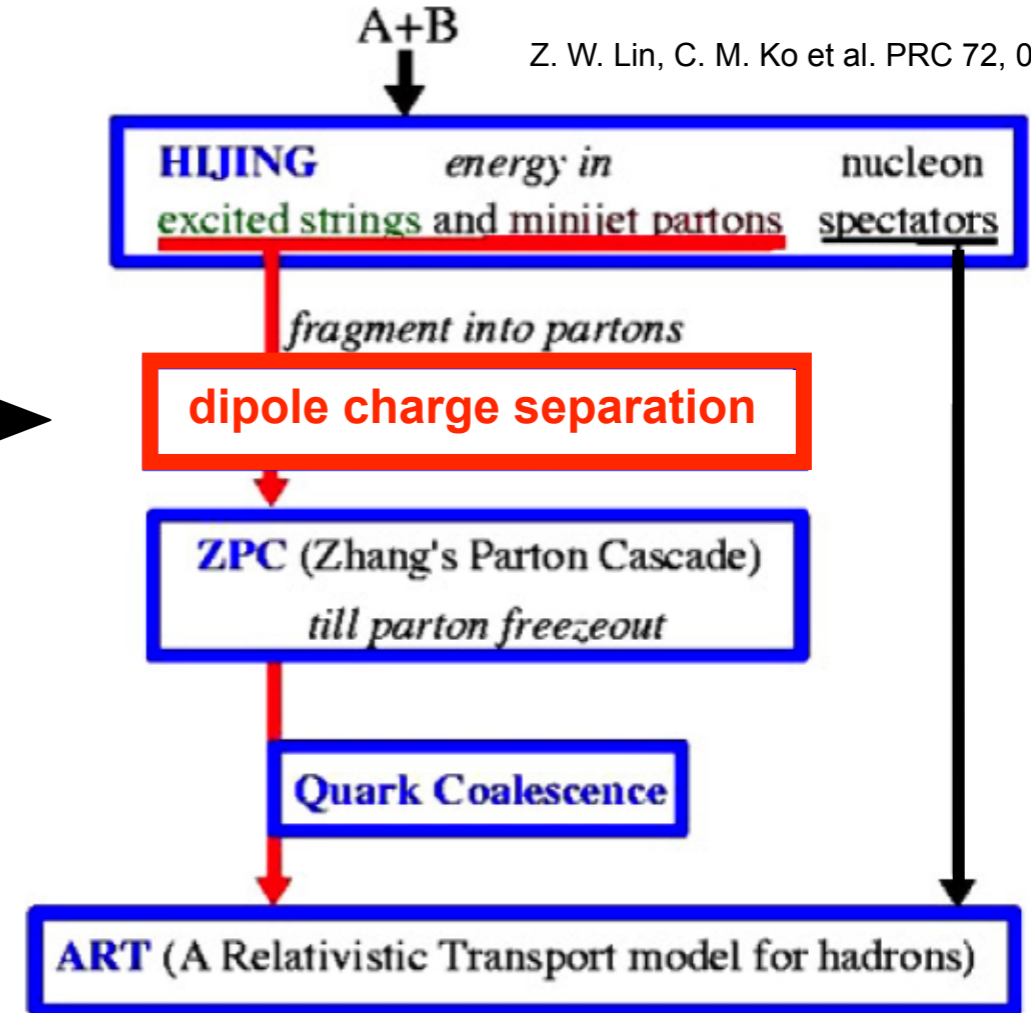 A+B
Z. W. Lin, C. M. Ko et al. PRC 72, 0
HIJING energy in nucleon
excited strings and minijet partons spectators
fragment into partons
dipole charge separation
ZPC (Zhang's Parton Cascade)
till parton freezeout
Quark Coalescence
ART (A Relativistic Transport model for hadrons)